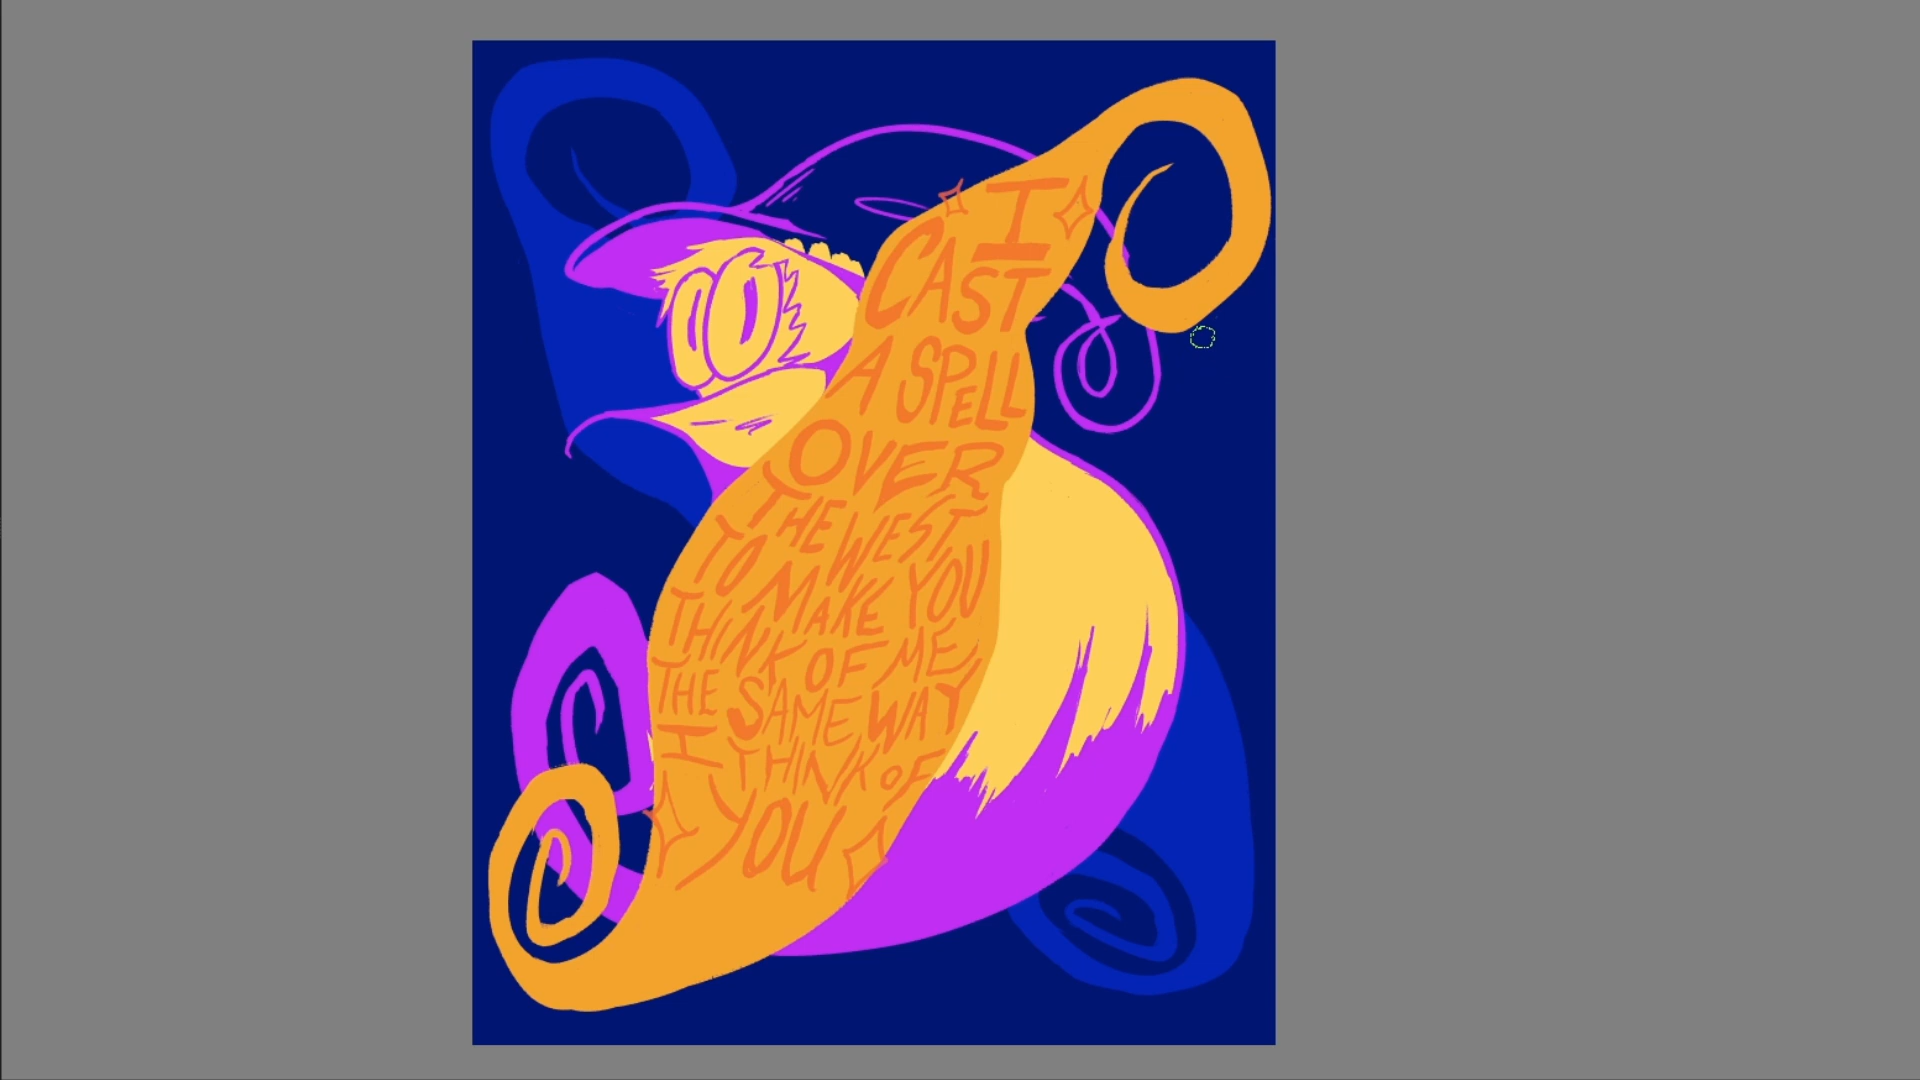 I
CAST
A SPELL
OVER
THE WEST
TO MAKE YOU
THINK OF ME,
THE SAME WAY
I THINK OF
YOU